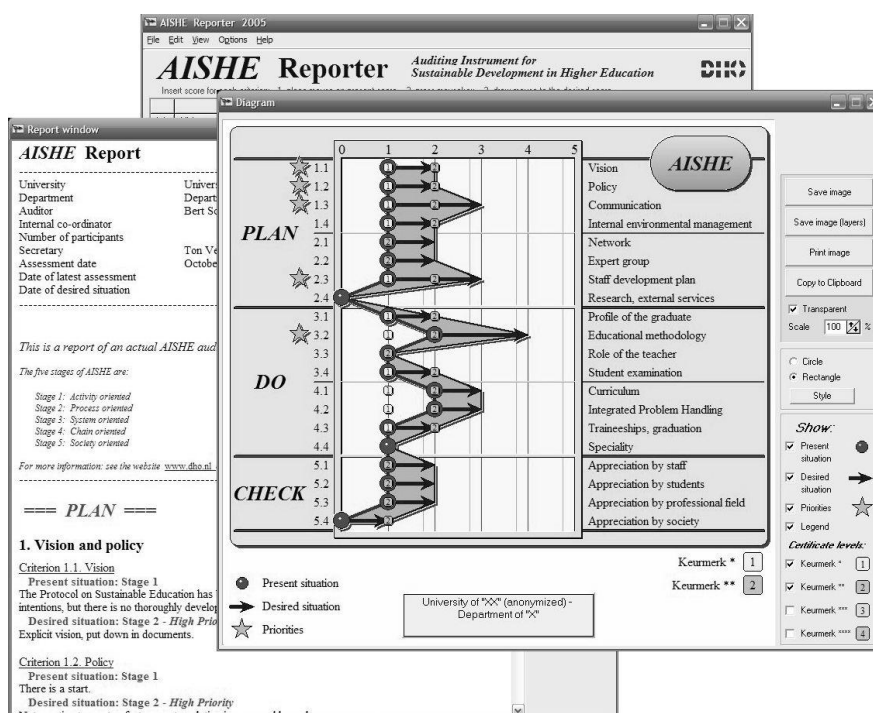 AISHE Reporter 2005
File Edit View Options Help
AISHE Reporter
Auditing Instrument for
Sustainable Development in Higher Education
DHO
Diagram
0 1 2 3 4 5
AISHE
PLAN
1.1 Vision
1.2 Policy
1.3 Communication
1.4 Internal environmental management
2.1 Network
2.2 Expert group
2.3 Staff development plan
2.4 Research, external services
DO
3.1 Profile of the graduate
3.2 Educational methodology
3.3 Role of the teacher
3.4 Student examination
4.1 Curriculum
4.2 Integrated Problem Handling
4.3 Traineeships, graduation
4.4 Speciality
CHECK
5.1 Appreciation by staff
5.2 Appreciation by students
5.3 Appreciation by professional field
5.4 Appreciation by society
Present situation
Desired situation
Priorities
University of "XX" (anonymized) -
Department of "X"
Keurmerk * 1
Keurmerk ** 2
Save image
Save image (layers)
Print image
Copy to Clipboard
Transparent
Scale 100 %
Circle
Rectangle
Style
Show:
Present
situation
Desired
situation
Priorities
Legend
Certificate levels:
Keurmerk * 1
Keurmerk ** 2
Keurmerk *** 3
Keurmerk **** 4
Report window
AISHE Report
University
Department
Auditor Bert
Internal co-ordinator
Number of participants
Secretary Ton
Assessment date
Date of latest assessment
Date of desired situation
This is a report of an actual AISHE
The five stages of AISHE are:
Stage 1: Activity oriented
Stage 2: Process oriented
Stage 3: System oriented
Stage 4: Chain oriented
Stage 5: Society oriented
For more information: see the website www.dho.nl
=== PLAN ===
1. Vision and policy
Criterion 1.1. Vision
Present situation: Stage 1
The Protocol on Sustainable Education has
intentions, but there is no thoroughly
Desired situation: Stage 2 - High
Explicit vision, put down in documents.
Criterion 1.2. Policy
Present situation: Stage 1
There is a start.
Desired situation: Stage 2 - High Priority